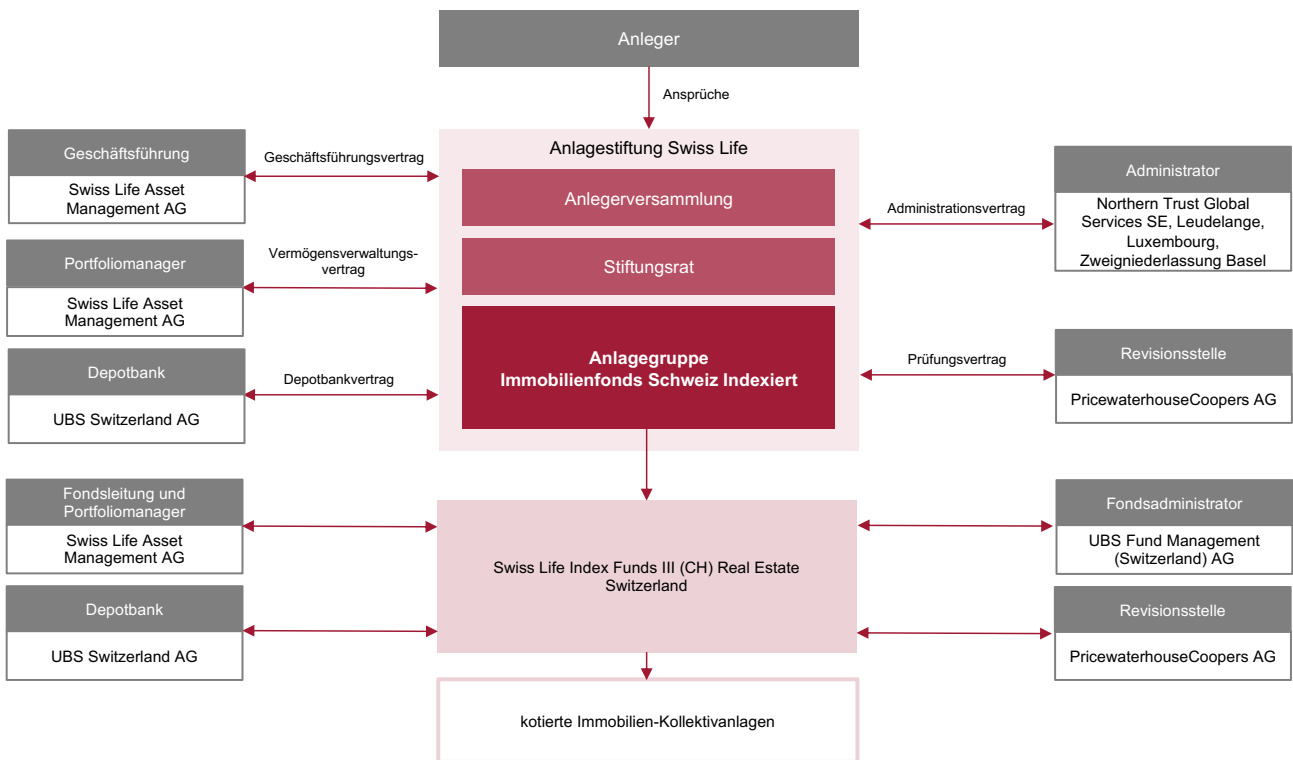 Anleger
Ansprüche
Anlagestiftung Swiss Life
Anlegerversammlung
Stiftungsrat
Anlagegruppe
Immobilienfonds Schweiz Indexiert
Geschäftsführung
Swiss Life Asset
Management AG
Geschäftsführungsvertrag
Portfoliomanager
Swiss Life Asset
Management AG
Vermögensverwaltungs-
vertrag
Depotbank
UBS Switzerland AG
Depotbankvertrag
Administrator
Northern Trust Global
Services SE, Leudelange,
Luxembourg,
Zweigniederlassung Basel
Administrationsvertrag
Revisionsstelle
PricewaterhouseCoopers AG
Prüfungsvertrag
Fondsleitung und
Portfoliomanager
Swiss Life Asset
Management AG
Depotbank
UBS Switzerland AG
Swiss Life Index Funds III (CH) Real Estate
Switzerland
Fondsadministrator
UBS Fund Management
(Switzerland) AG
Revisionsstelle
PricewaterhouseCoopers AG
kotierte Immobilien-Kollektivanlagen